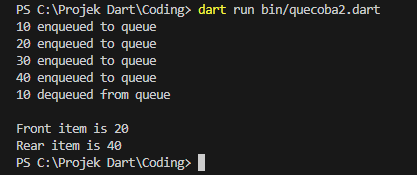 PS C:\Projek Dart\Coding> dart run bin/quecoba2.dart
10 enqueued to queue
20 enqueued to queue
30 enqueued to queue
40 enqueued to queue
10 dequeued from queue

Front item is 20
Rear item is 40
PS C:\Projek Dart\Coding>